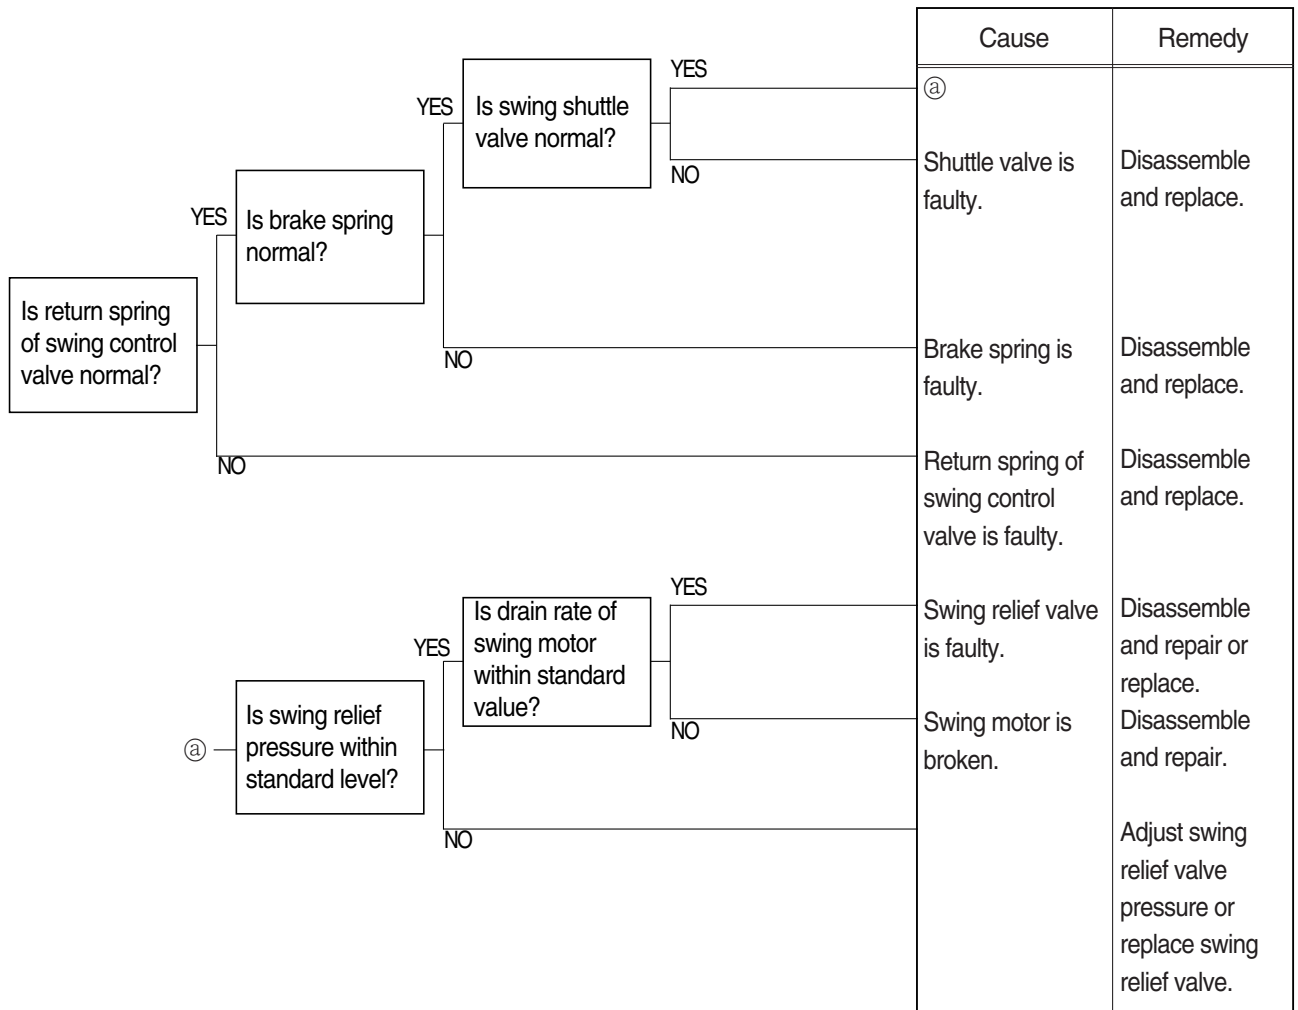 Cause
Remedy
YES
Is swing shuttle
valve normal?
ⓐ
YES
NO
Shuttle valve is
faulty.
Disassemble
and replace.
YES
Is brake spring
normal?
Is return spring
of swing control
valve normal?
NO
Brake spring is
faulty.
Disassemble
and replace.
NO
Return spring of
swing control
valve is faulty.
Disassemble
and replace.
YES
Is drain rate of
swing motor
within standard
value?
Swing relief valve
is faulty.
Disassemble
and repair or
replace.
YES
NO
Swing motor is
broken.
Disassemble
and repair.
ⓐ
Is swing relief
pressure within
standard level?
NO
Adjust swing
relief valve
pressure or
replace swing
relief valve.